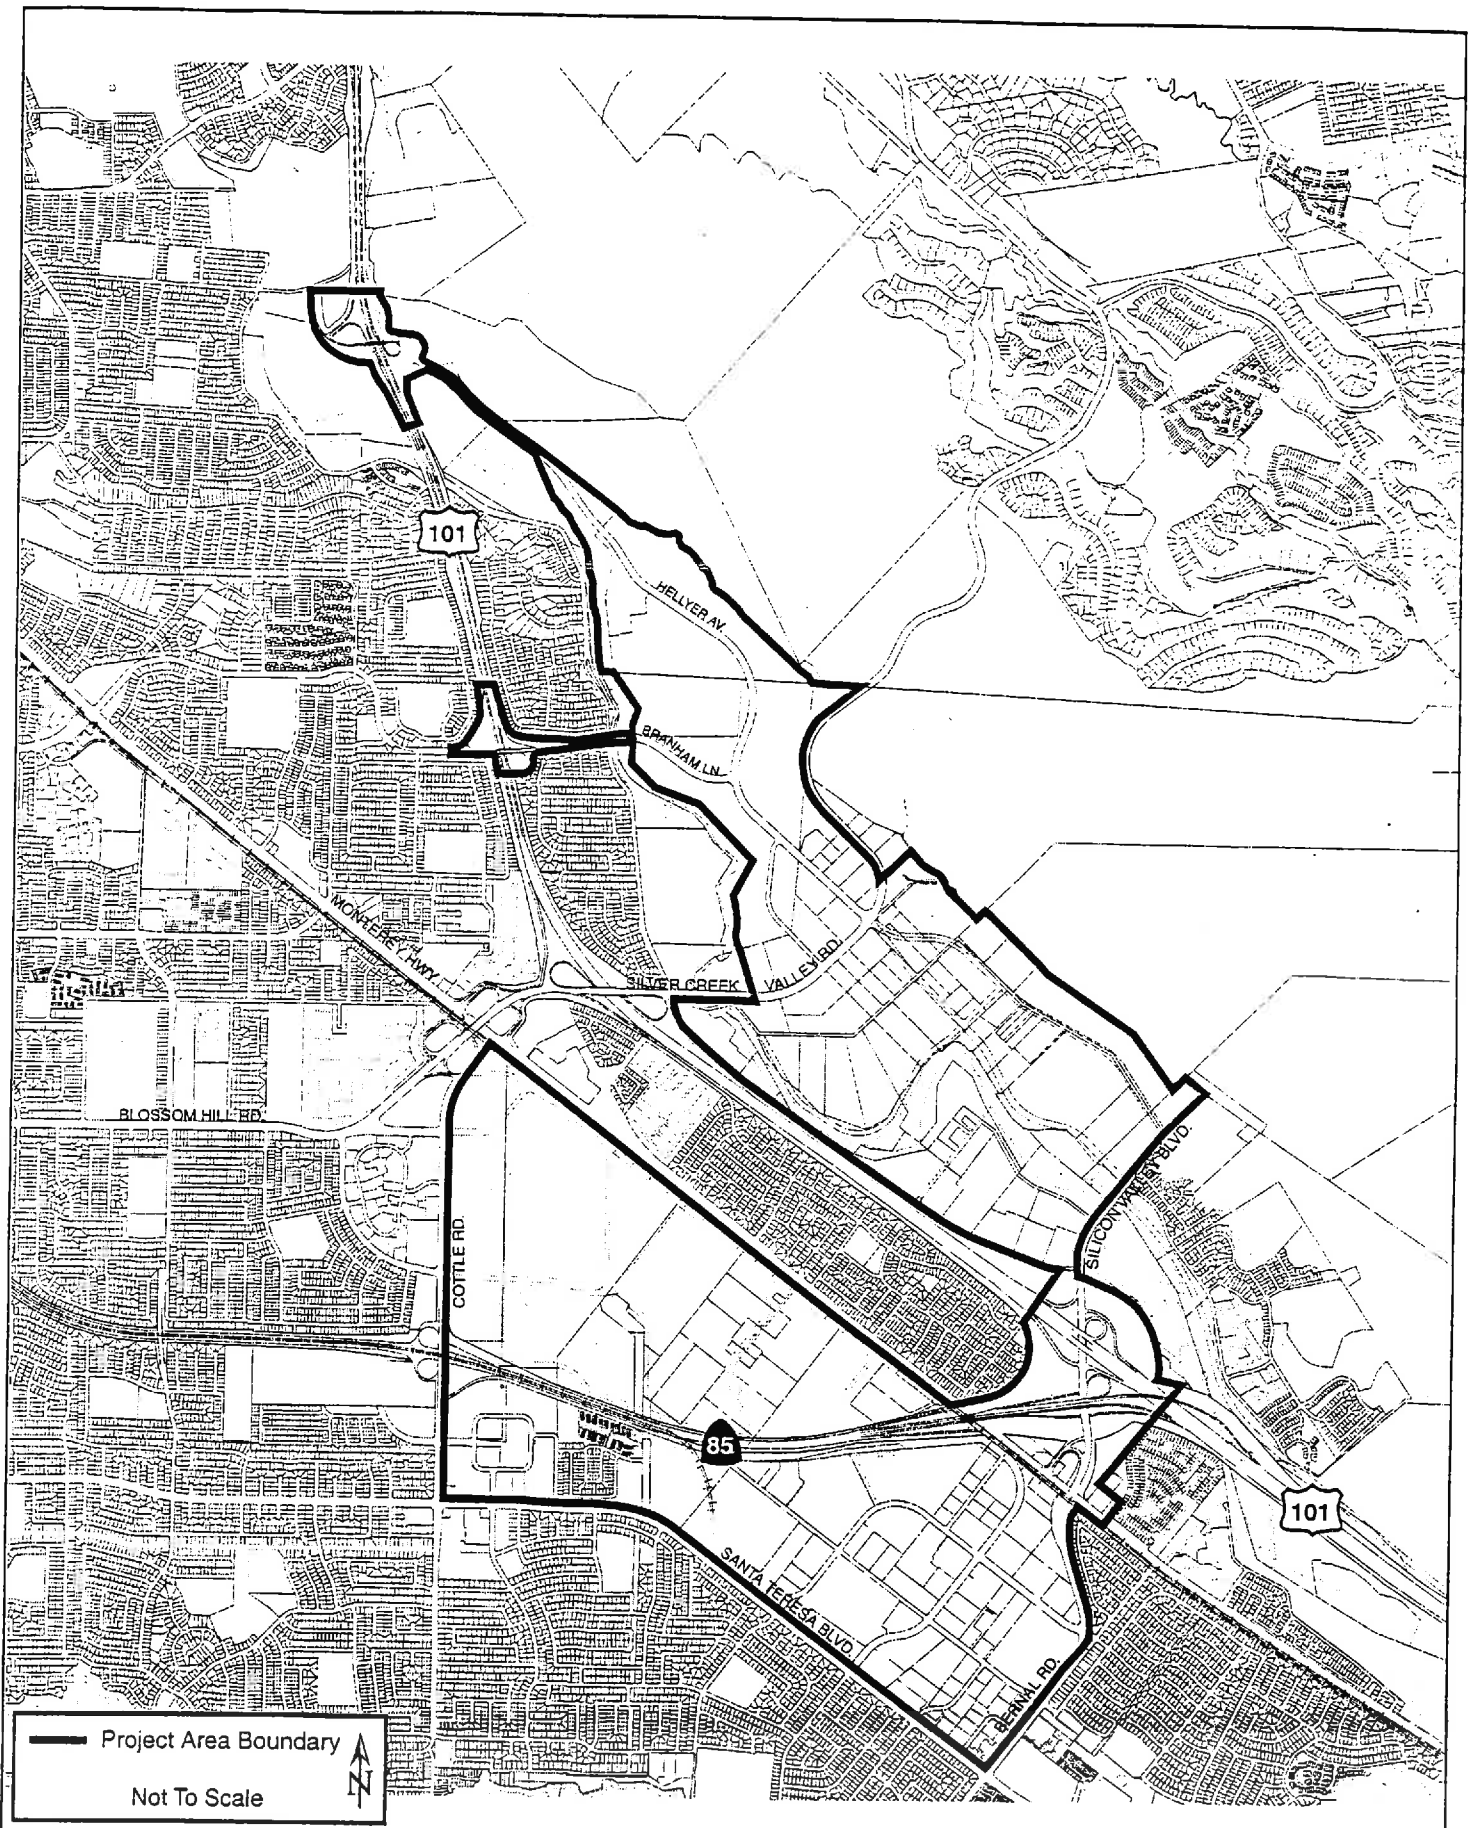 101
HELLYER AV.
BRANHAM LN.
MONTEREY HWY.
SILVER CREEK VALLEY RD.
BLOSSOM HILL RD.
SILICON VALLEY BLVD.
COTTLE RD.
85
101
SANTA TERESA BLVD.
BERNAL RD.
Project Area Boundary
N
Not To Scale